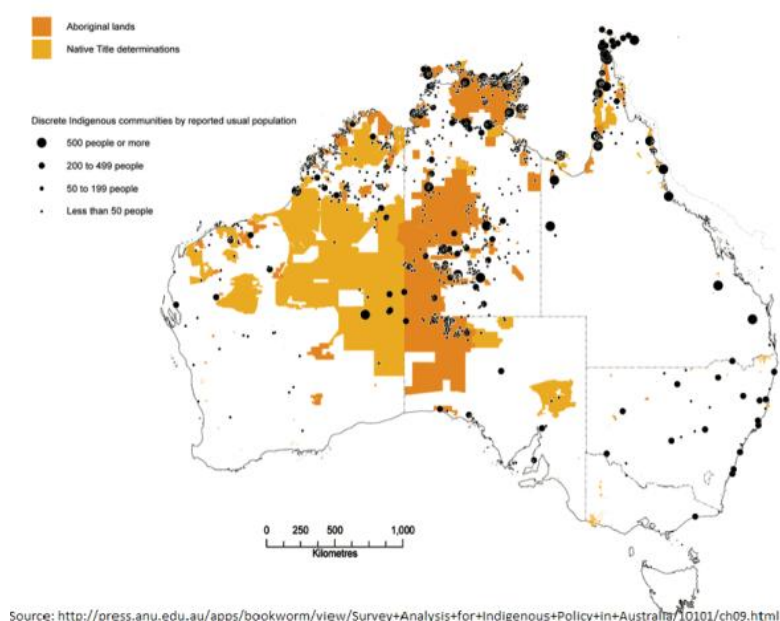 Aboriginal lands
Native Title determinations
Discrete Indigenous communities by reported usual population
500 people or more
200 to 499 people
50 to 199 people
Less than 50 people
0 250 500 1,000
Kilometres
Source: http://press.anu.edu.au/apps/bookworm/view/Survey+Analysis+for+Indigenous+Policy+in+Australia/10101/ch09.html